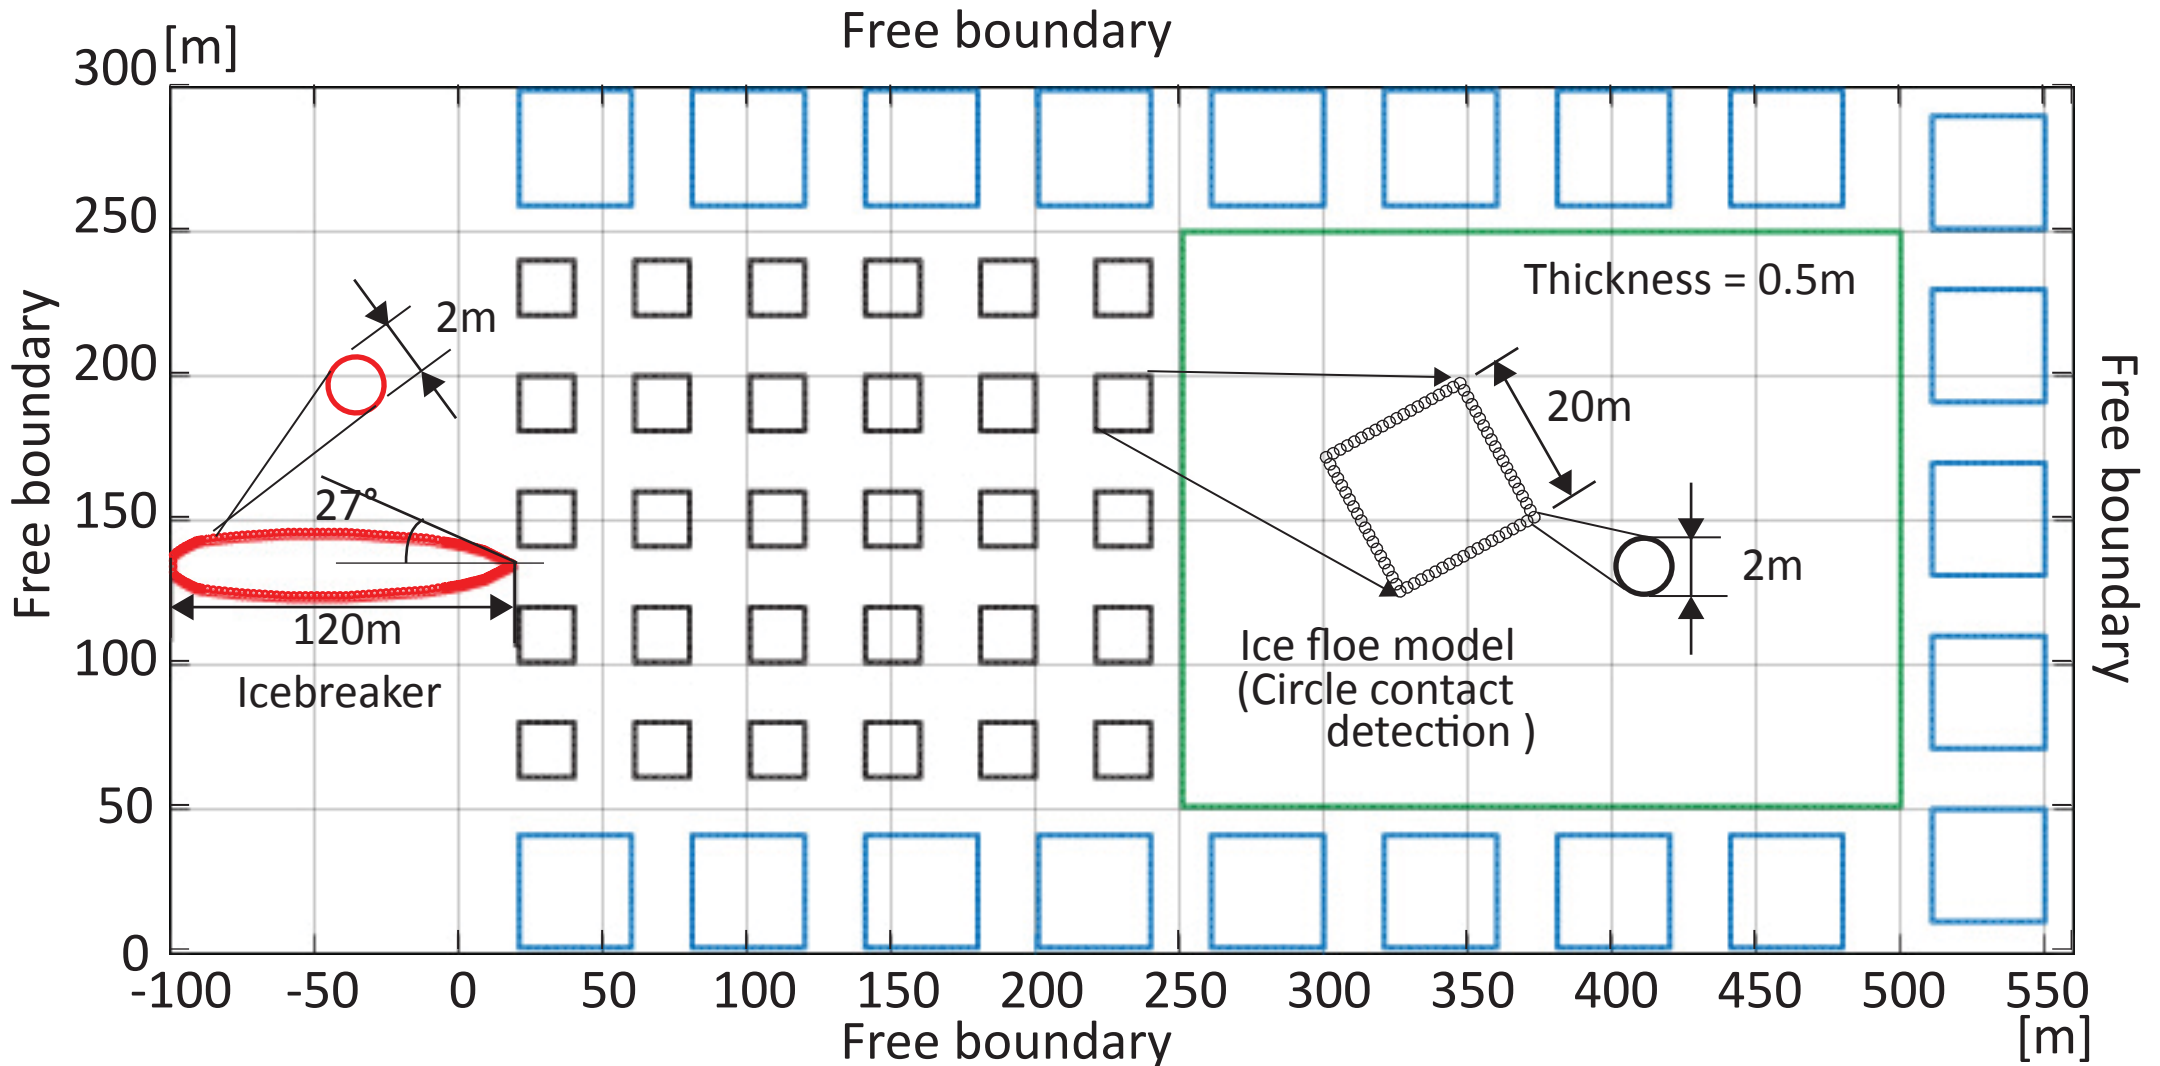 Free boundary
[m]
300
250
200
150
100
50
0
Free boundary
2m
27°
120m
Icebreaker
Thickness = 0.5m
20m
2m
Ice floe model
(Circle contact
detection )
Free boundary
-100 -50 0 50 100 150 200 250 300 350 400 450 500 550
[m]
Free boundary